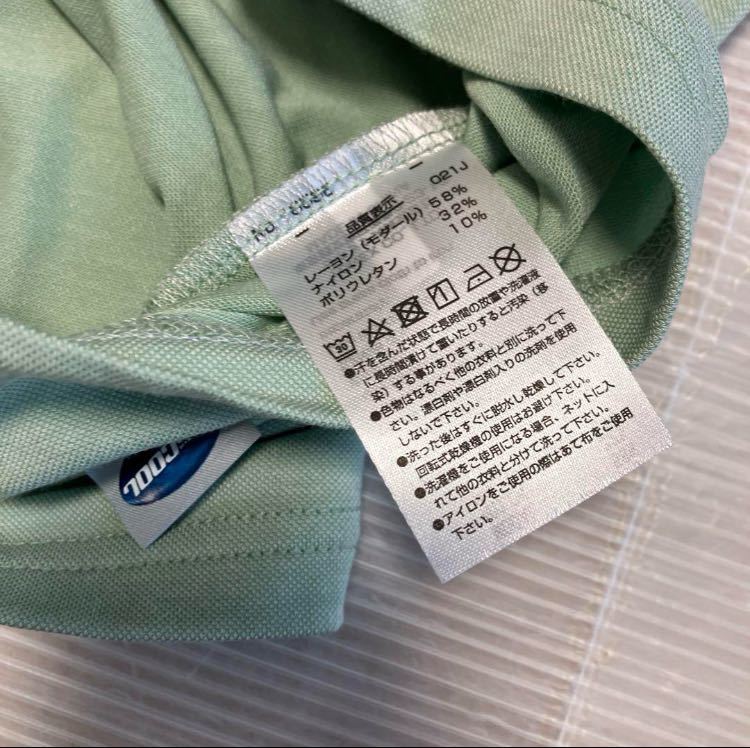 品質表示 021J
レーヨン（モダール） 58%
ナイロン 32%
ポリウレタン 10%
30
●汗を含んだ状態で長時間の放置や洗濯液
に長時間漬けて置いたりすると汚染（移
染）する事があります。
●色物はなるべく他の衣料と別に洗って下
さい。漂白剤や漂白剤入りの洗剤を使用
しないで下さい。
●洗った後はすぐに脱水し乾燥して下さい。
回転式乾燥機の使用はお避け下さい。
●洗濯機をご使用になる場合、ネットに入
れて他の衣料と分けて洗って下さい。
●アイロンをご使用の際はあて布をご使用
下さい。
COOL